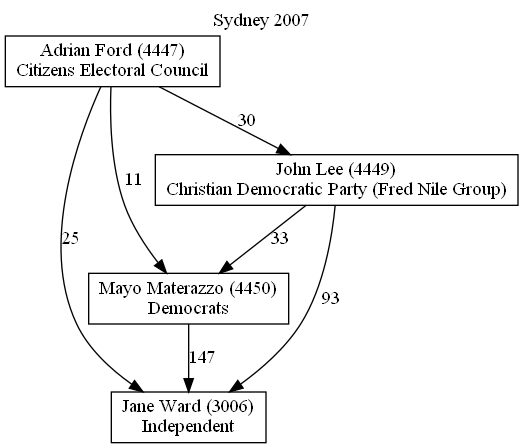 Sydney 2007
Adrian Ford (4447)
Citizens Electoral Council
30
John Lee (4449)
Christian Democratic Party (Fred Nile Group)
11
25
33
93
Mayo Materazzo (4450)
Democrats
147
Jane Ward (3006)
Independent